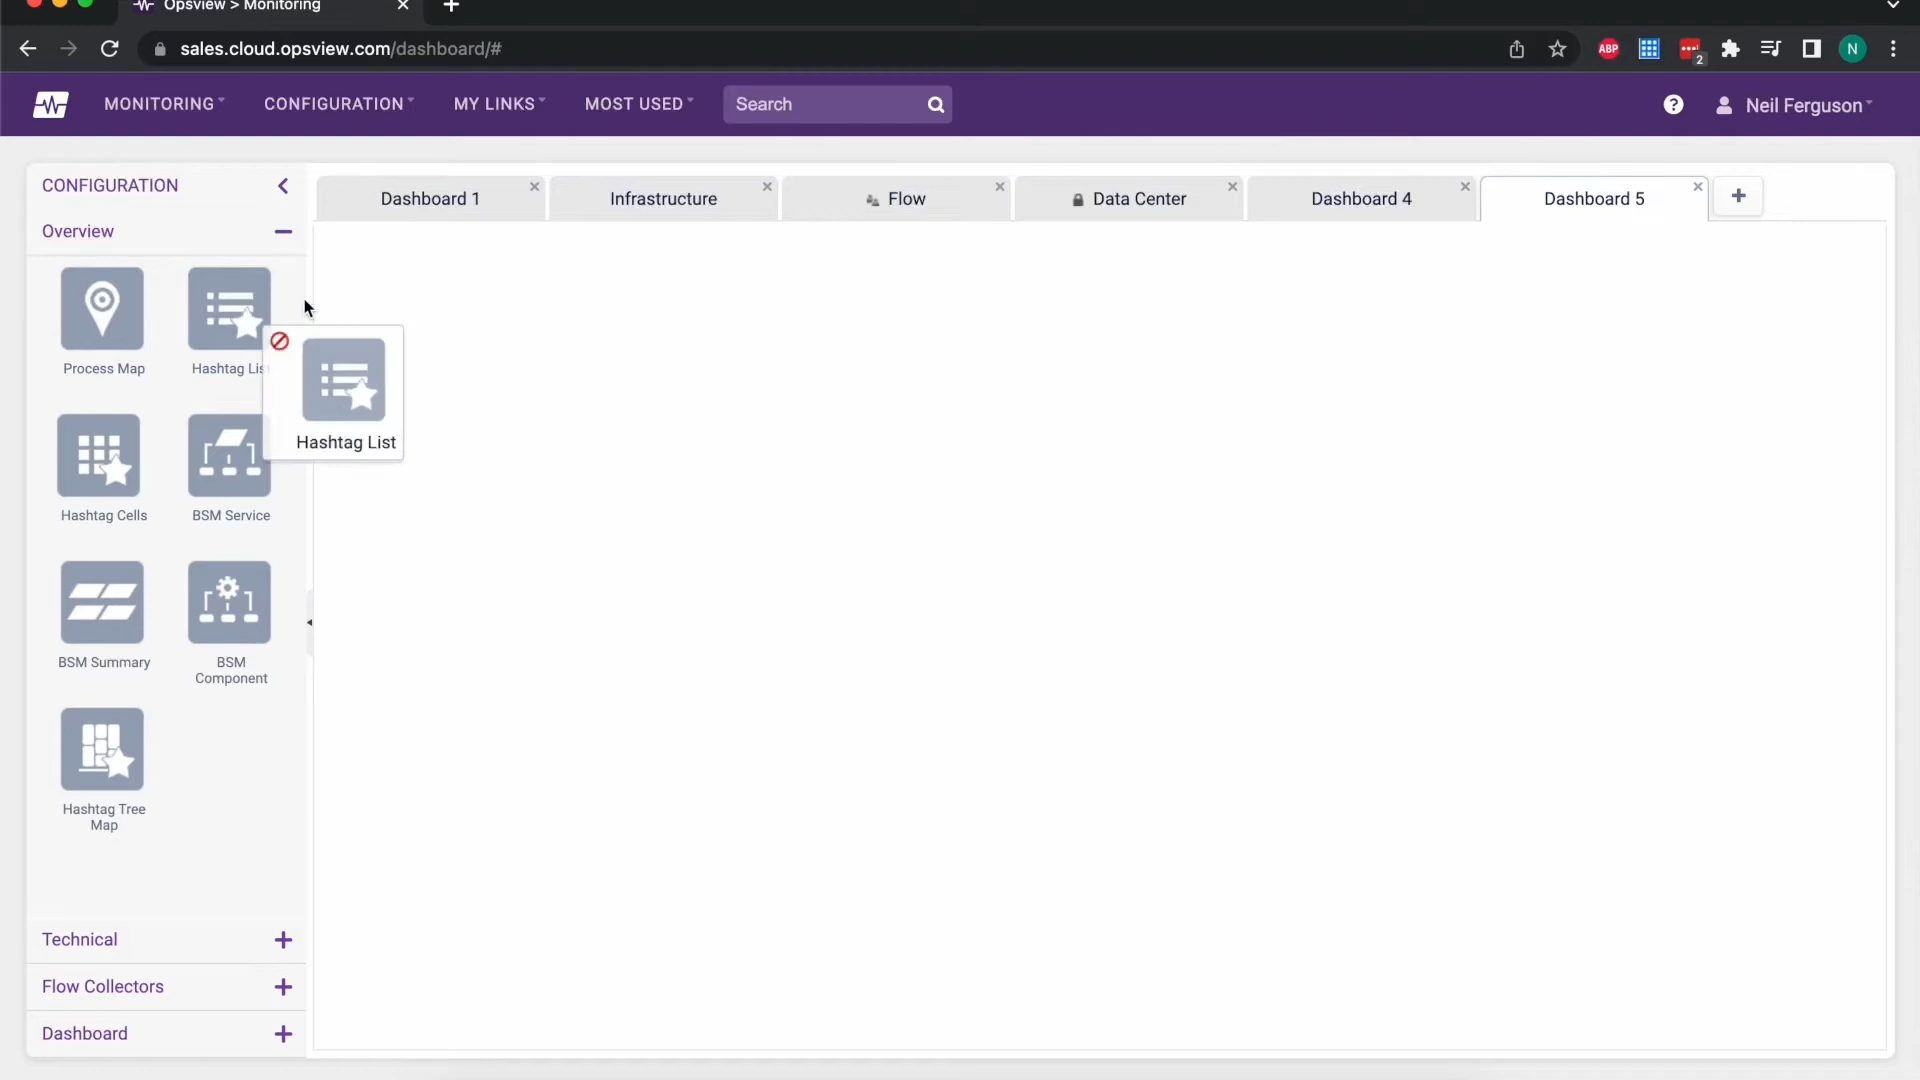 Opsview > Monitoring
sales.cloud.opsview.com/dashboard/#
ABP
2
N
MONITORING
CONFIGURATION
MY LINKS
MOST USED
Search
Neil Ferguson
CONFIGURATION
Dashboard 1
Infrastructure
Flow
Data Center
Dashboard 4
Dashboard 5
Overview
Process Map
Hashtag Lis
Hashtag List
Hashtag Cells
BSM Service
BSM Summary
BSM
Component
Hashtag Tree
Map
Technical
Flow Collectors
Dashboard